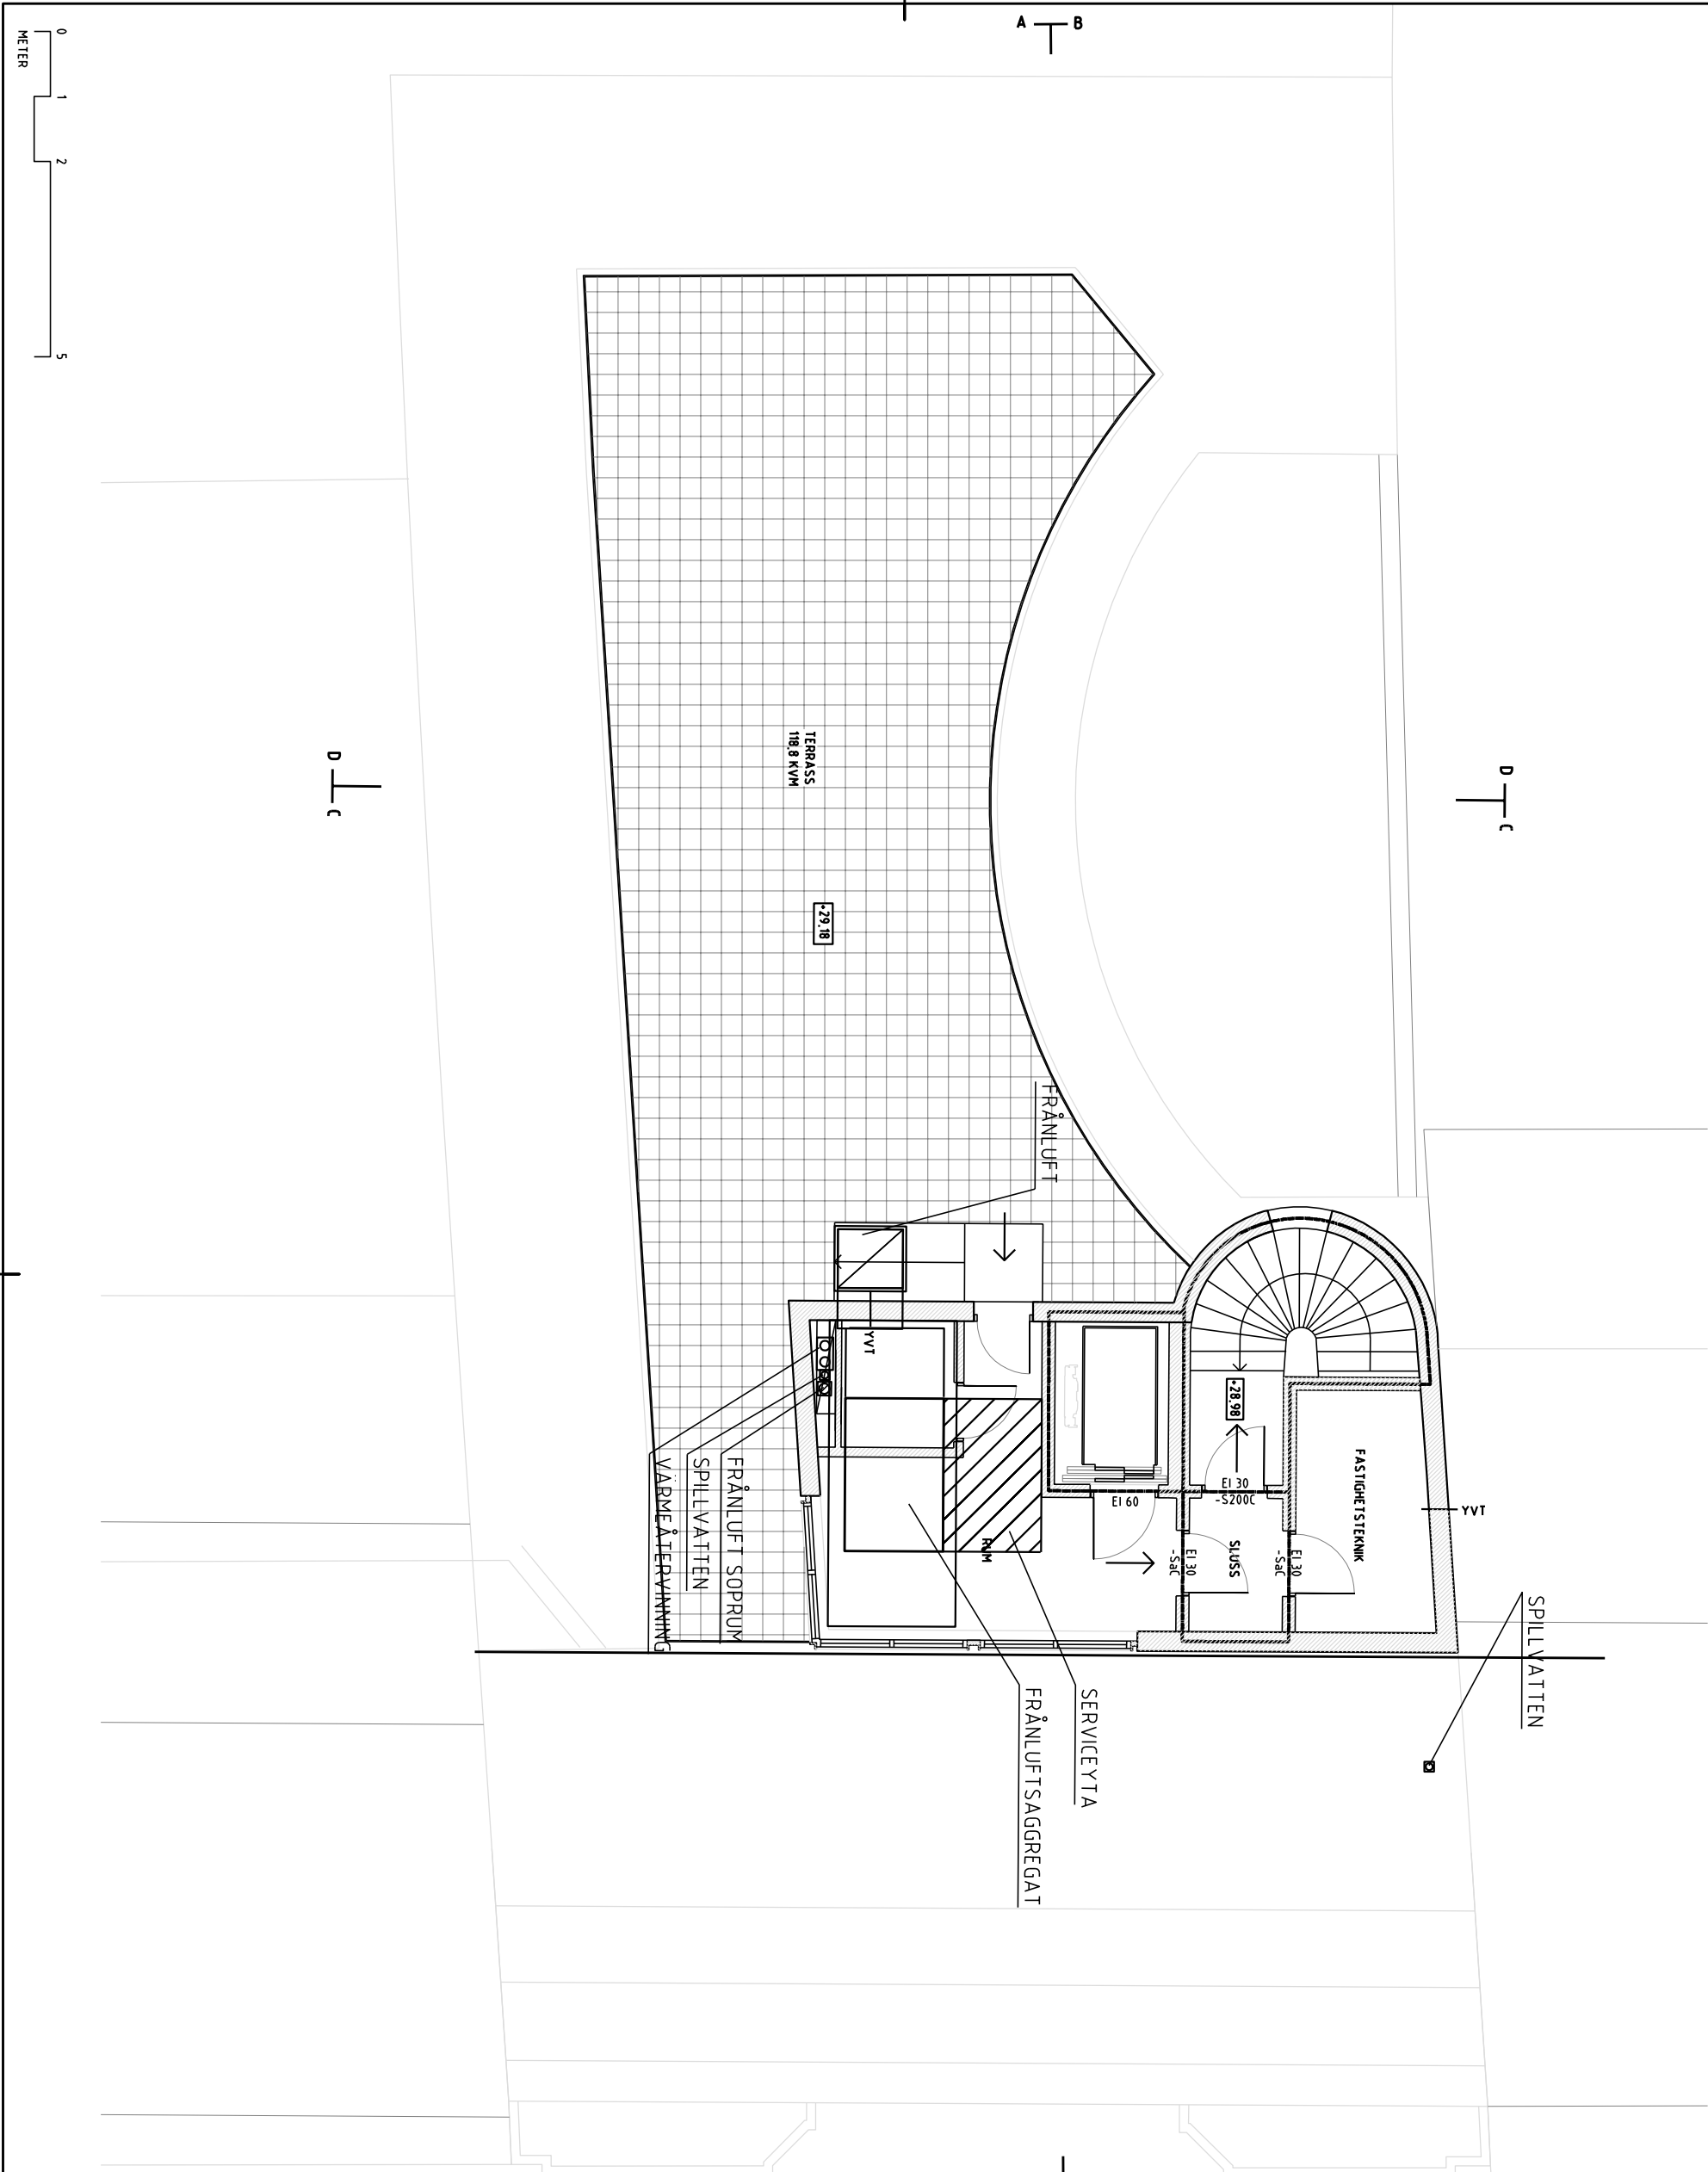 A B
0 1 2 5
METER
D C
D C
TERRASS
118,8 KVM
+29.18
FRÅNLUFT
YVT
+28.98
FASTIGHETSTEKNIK
YVT
EI 30
-S200C
EI 60
SLUSS
EI 30
-SaC
EI 30
-SaC
RUM
VÄRMEÅTERVINNING
SPILLVATTEN
FRÅNLUFT SOPRUM
SPILLVATTEN
SERVICEYTA
FRÅNLUFTSAGGREGAT